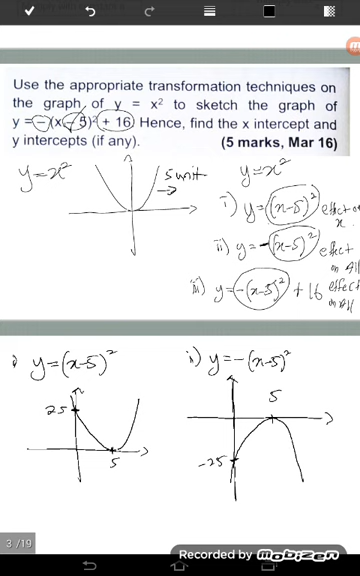 Use the appropriate transformation techniques on
the graph of y = x² to sketch the graph of
y = −(x − 5)² + 16. Hence, find the x intercept and
y intercepts (if any). (5 marks, Mar 16)
y=x²
5 unit
y=x²
i) y=(x-5)² effect on
x.
ii) y=-(x-5)² effect
on
iii) y=-(x-5)² + 16 effect
on
i) y=(x-5)²
25
5
ii) y=-(x-5)²
5
-25
3 /19
Recorded by Mobizen